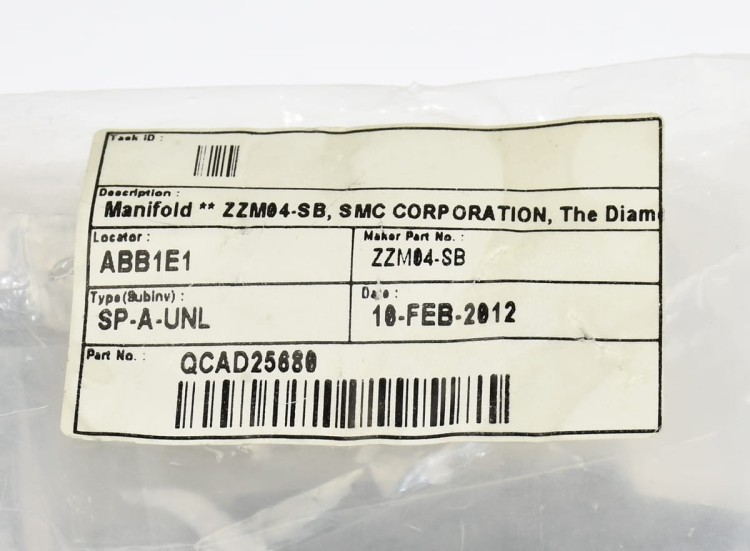 Task ID :
Description :
Manifold ** ZZM04-SB, SMC CORPORATION, The Diam
Locator :
ABB1E1
Maker Part No. :
ZZM04-SB
Type(Subinv) :
SP-A-UNL
Date :
10-FEB-2012
Part No. :
QCAD25680